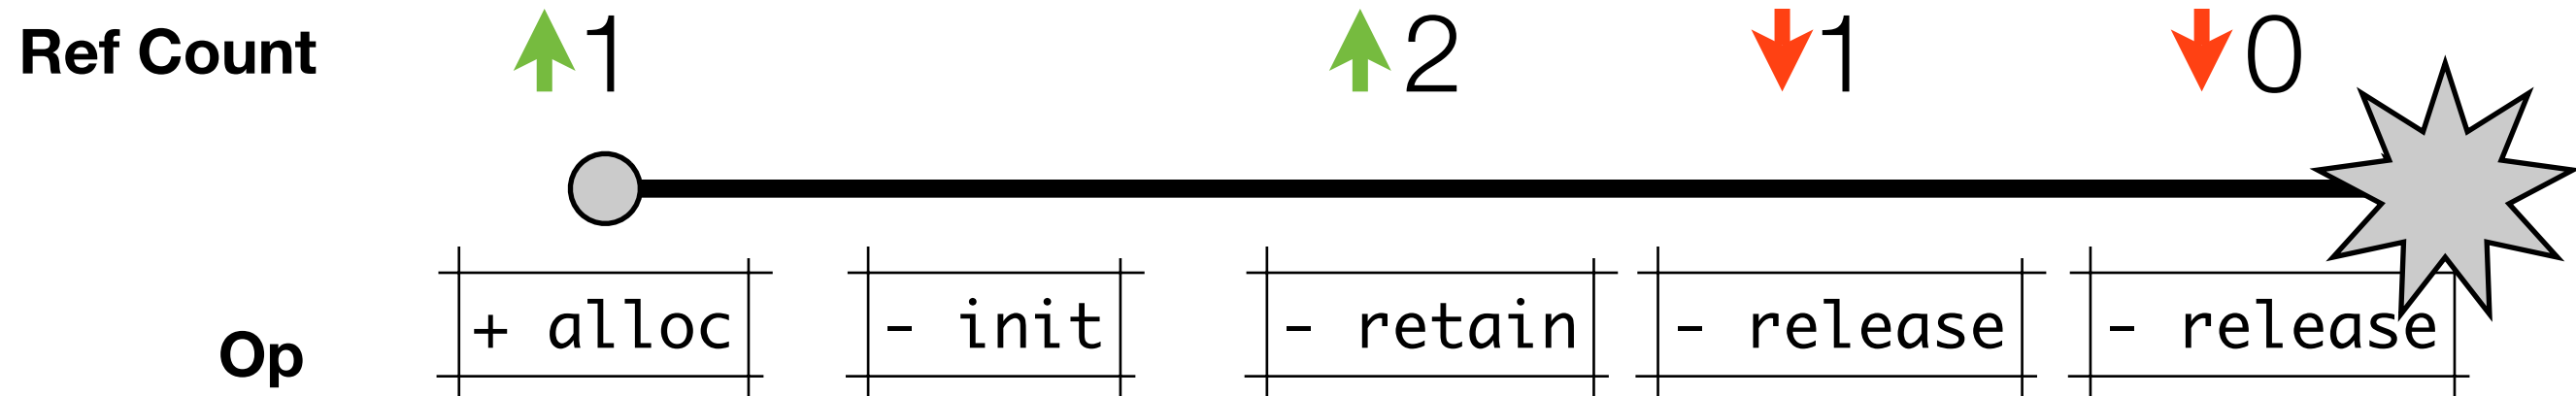 Ref Count 1 2 1 0
Op + alloc - init - retain - release - release